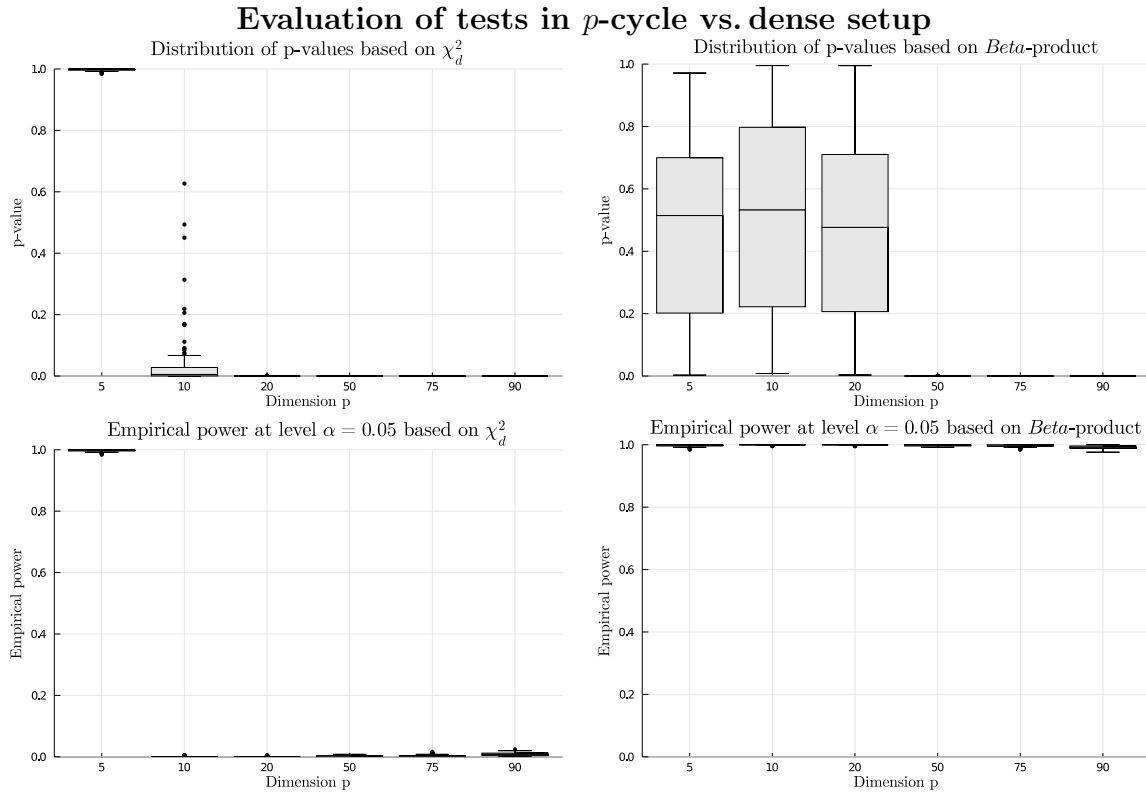 Evaluation of tests in p-cycle vs. dense setup
Distribution of p-values based on χ²_d
1.0
0.8
0.6
0.4
0.2
0.0
p-value
5 10 20 50 75 90
Dimension p
Distribution of p-values based on Beta-product
1.0
0.8
0.6
0.4
0.2
0.0
p-value
5 10 20 50 75 90
Dimension p
Empirical power at level α = 0.05 based on χ²_d
1.0
0.8
0.6
0.4
0.2
0.0
Empirical power
5 10 20 50 75 90
Dimension p
Empirical power at level α = 0.05 based on Beta-product
1.0
0.8
0.6
0.4
0.2
0.0
Empirical power
5 10 20 50 75 90
Dimension p